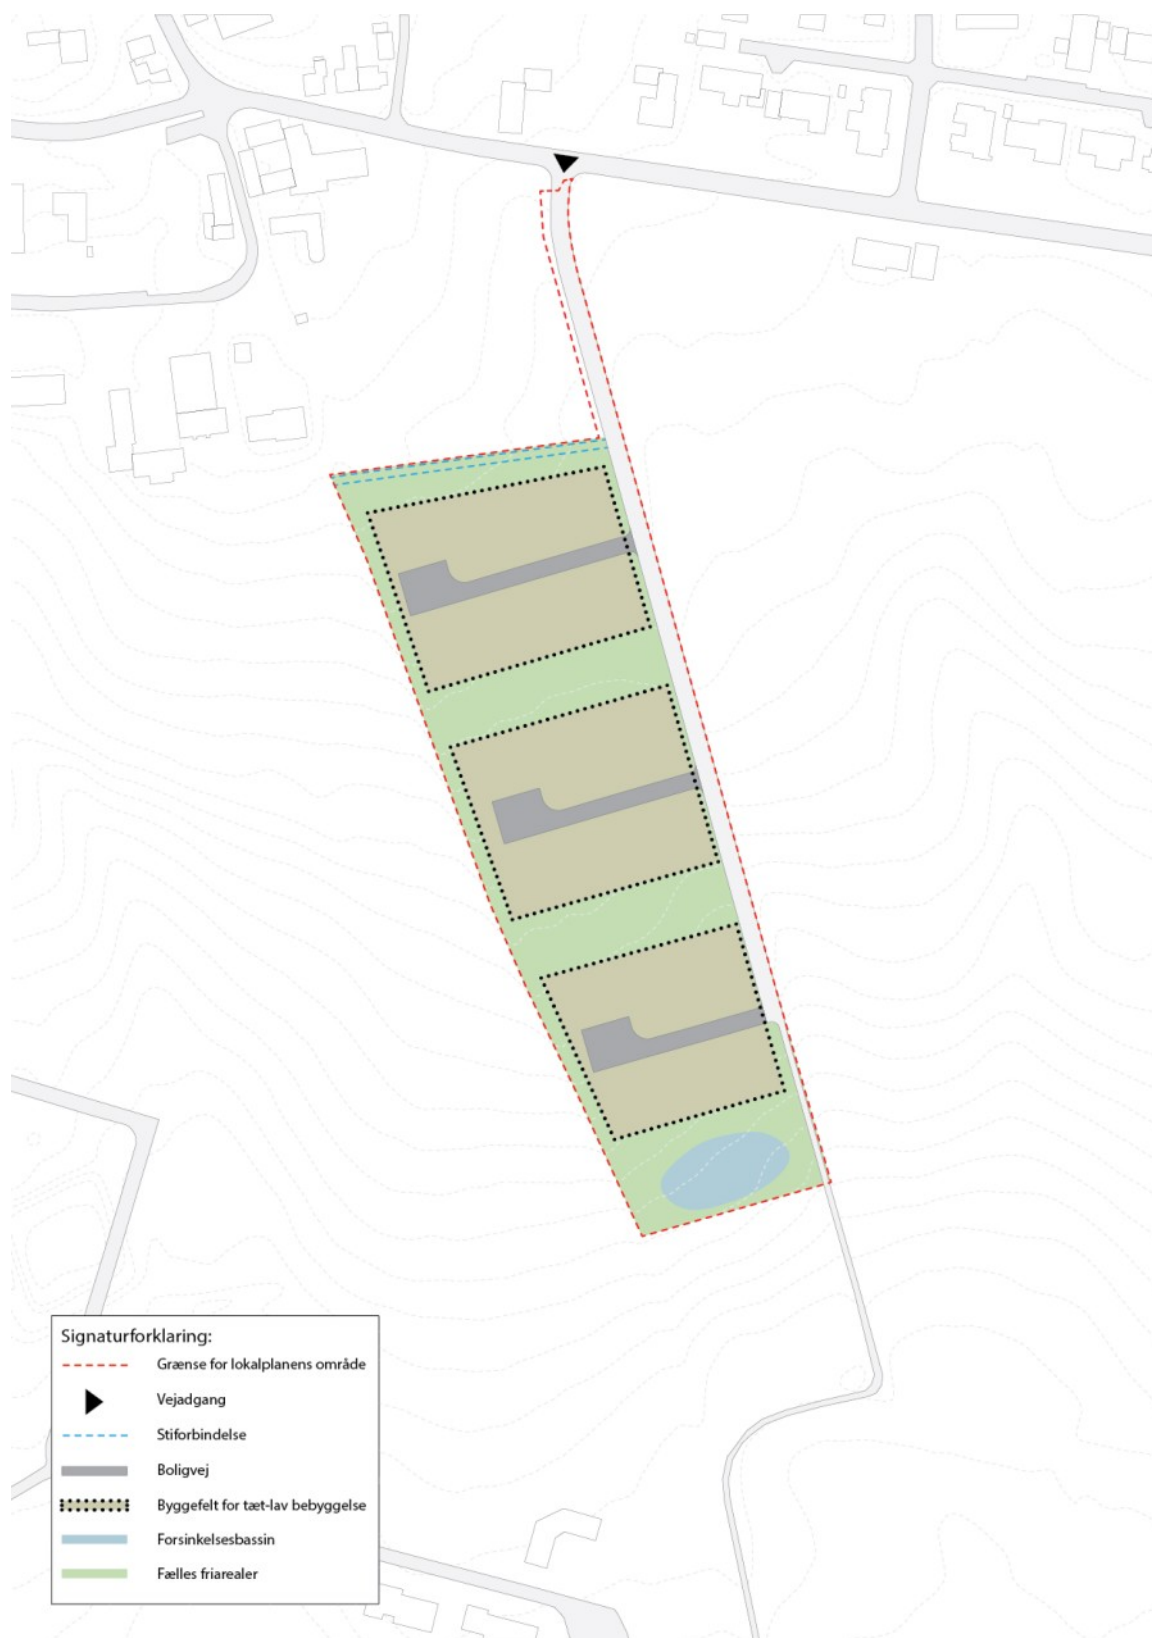 Signaturforklaring:
Grænse for lokalplanens område
Vejadgang
Stiforbindelse
Boligvej
Byggefelt for tæt-lav bebyggelse
Forsinkelsesbassin
Fælles friarealer